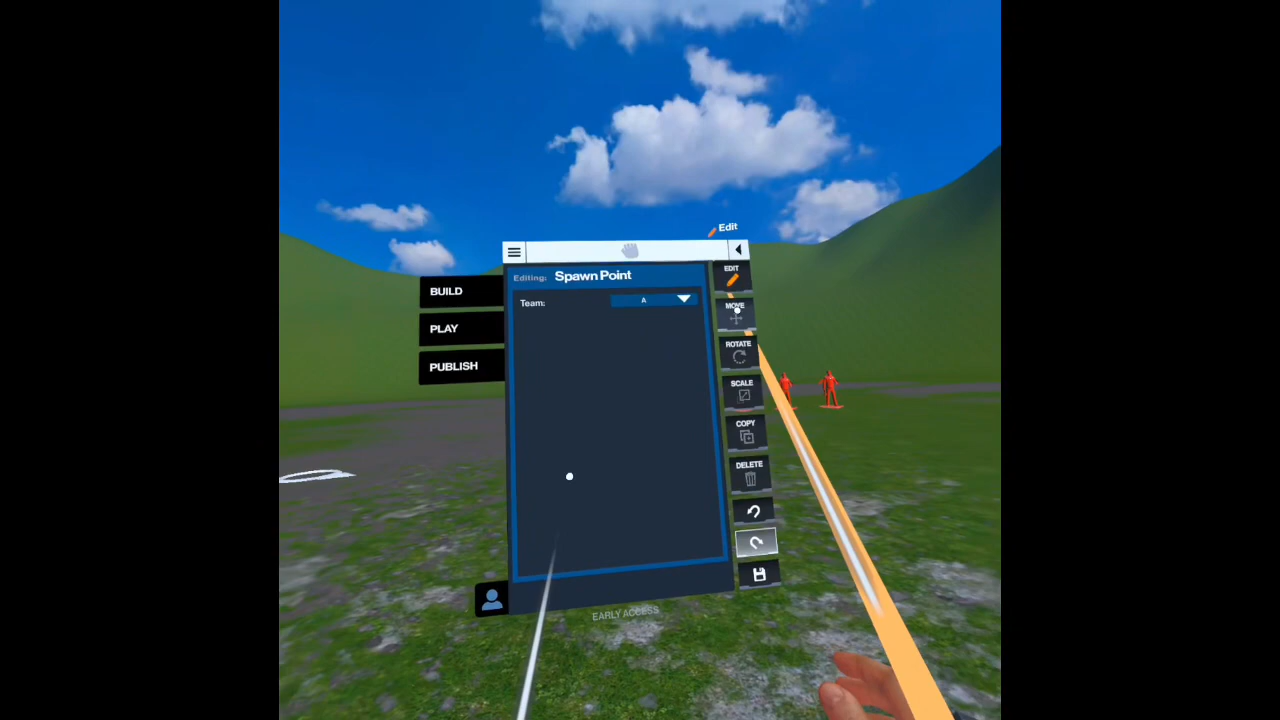 Edit
Editing: Spawn Point
EDIT
BUILD
Team: A
MOVE
PLAY
ROTATE
PUBLISH
SCALE
COPY
DELETE
EARLY ACCESS